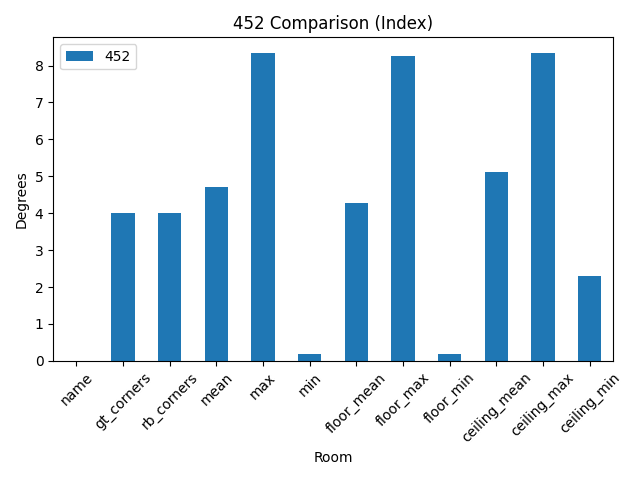 452 Comparison (Index)
452
Degrees
8
7
6
5
4
3
2
1
0
name
gt_corners
rb_corners
mean
max
min
floor_mean
floor_max
floor_min
ceiling_mean
ceiling_max
ceiling_min
Room